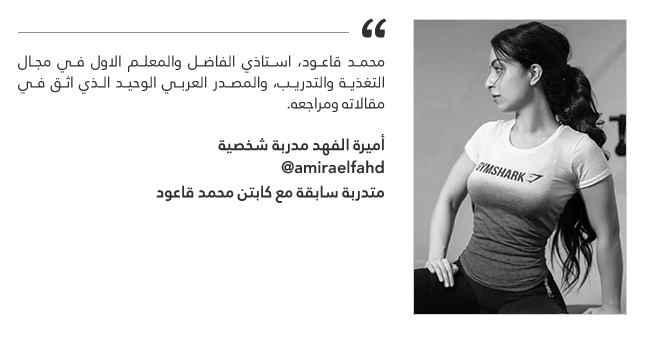 ❝
محمد قاعود، استاذي الفاضل والمعلم الاول في مجال
التغذية والتدريب، والمصدر العربي الوحيد الذي اثق في
مقالاته ومراجعه.
أميرة الفهد مدربة شخصية
@amiraelfahd
متدربة سابقة مع كابتن محمد قاعود
GYMSHARK